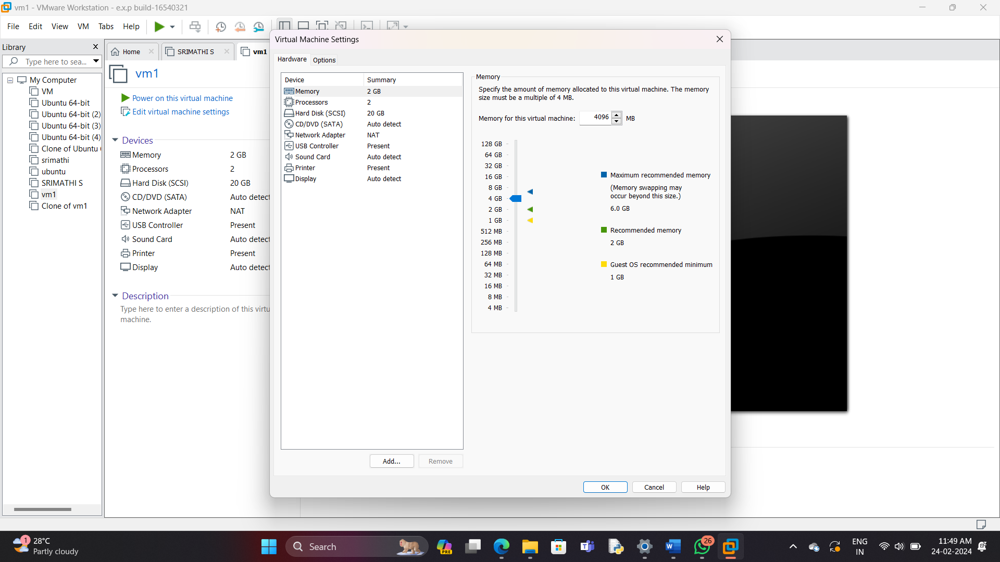 vm1 - VMware Workstation - e.x.p build-16540321
File Edit View VM Tabs Help
Library
Type here to sea...
My Computer
VM
Ubuntu 64-bit
Ubuntu 64-bit (2)
Ubuntu 64-bit (3)
Ubuntu 64-bit (4)
Clone of Ubuntu
srimathi
ubuntu
SRIMATHI S
vm1
Clone of vm1
Home
SRIMATHI S
vm1
vm1
Power on this virtual machine
Edit virtual machine settings
Devices
Memory 2 GB
Processors 2
Hard Disk (SCSI) 20 GB
CD/DVD (SATA) Auto detect
Network Adapter NAT
USB Controller Present
Sound Card Auto detect
Printer Present
Display Auto detect
Description
Type here to enter a description of this virtu
machine.
Virtual Machine Settings
Hardware Options
Device Summary
Memory 2 GB
Processors 2
Hard Disk (SCSI) 20 GB
CD/DVD (SATA) Auto detect
Network Adapter NAT
USB Controller Present
Sound Card Auto detect
Printer Present
Display Auto detect
Add... Remove
Memory
Specify the amount of memory allocated to this virtual machine. The memory
size must be a multiple of 4 MB.
Memory for this virtual machine: 4096 MB
128 GB
64 GB
32 GB
16 GB
8 GB
4 GB
2 GB
1 GB
512 MB
256 MB
128 MB
64 MB
32 MB
16 MB
8 MB
4 MB
Maximum recommended memory
(Memory swapping may
occur beyond this size.)
6.0 GB
Recommended memory
2 GB
Guest OS recommended minimum
1 GB
OK Cancel Help
1
28°C
Partly cloudy
Search
PRE
26
ENG
IN
11:49 AM
24-02-2024